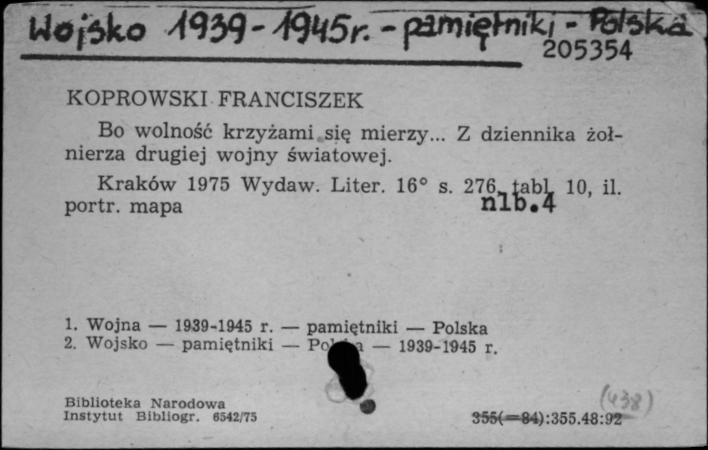 Wojsko 1939-1945r. - pamiętniki - Polska
205354
KOPROWSKI FRANCISZEK
Bo wolność krzyżami się mierzy... Z dziennika żoł-
nierza drugiej wojny światowej.
Kraków 1975 Wydaw. Liter. 16° s. 276, tabl. 10, il.
portr. mapa nlb.4
1. Wojna — 1939-1945 r. — pamiętniki — Polska
2. Wojsko — pamiętniki — — 1939-1945 r.
(438)
Biblioteka Narodowa
Instytut Bibliogr. 6542/75 355(=84):355.48:92